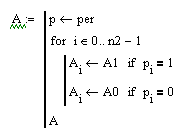 A := p ← per
for i ∈ 0.. n2 − 1
A_i ← A1 if p_i = 1
A_i ← A0 if p_i = 0
A